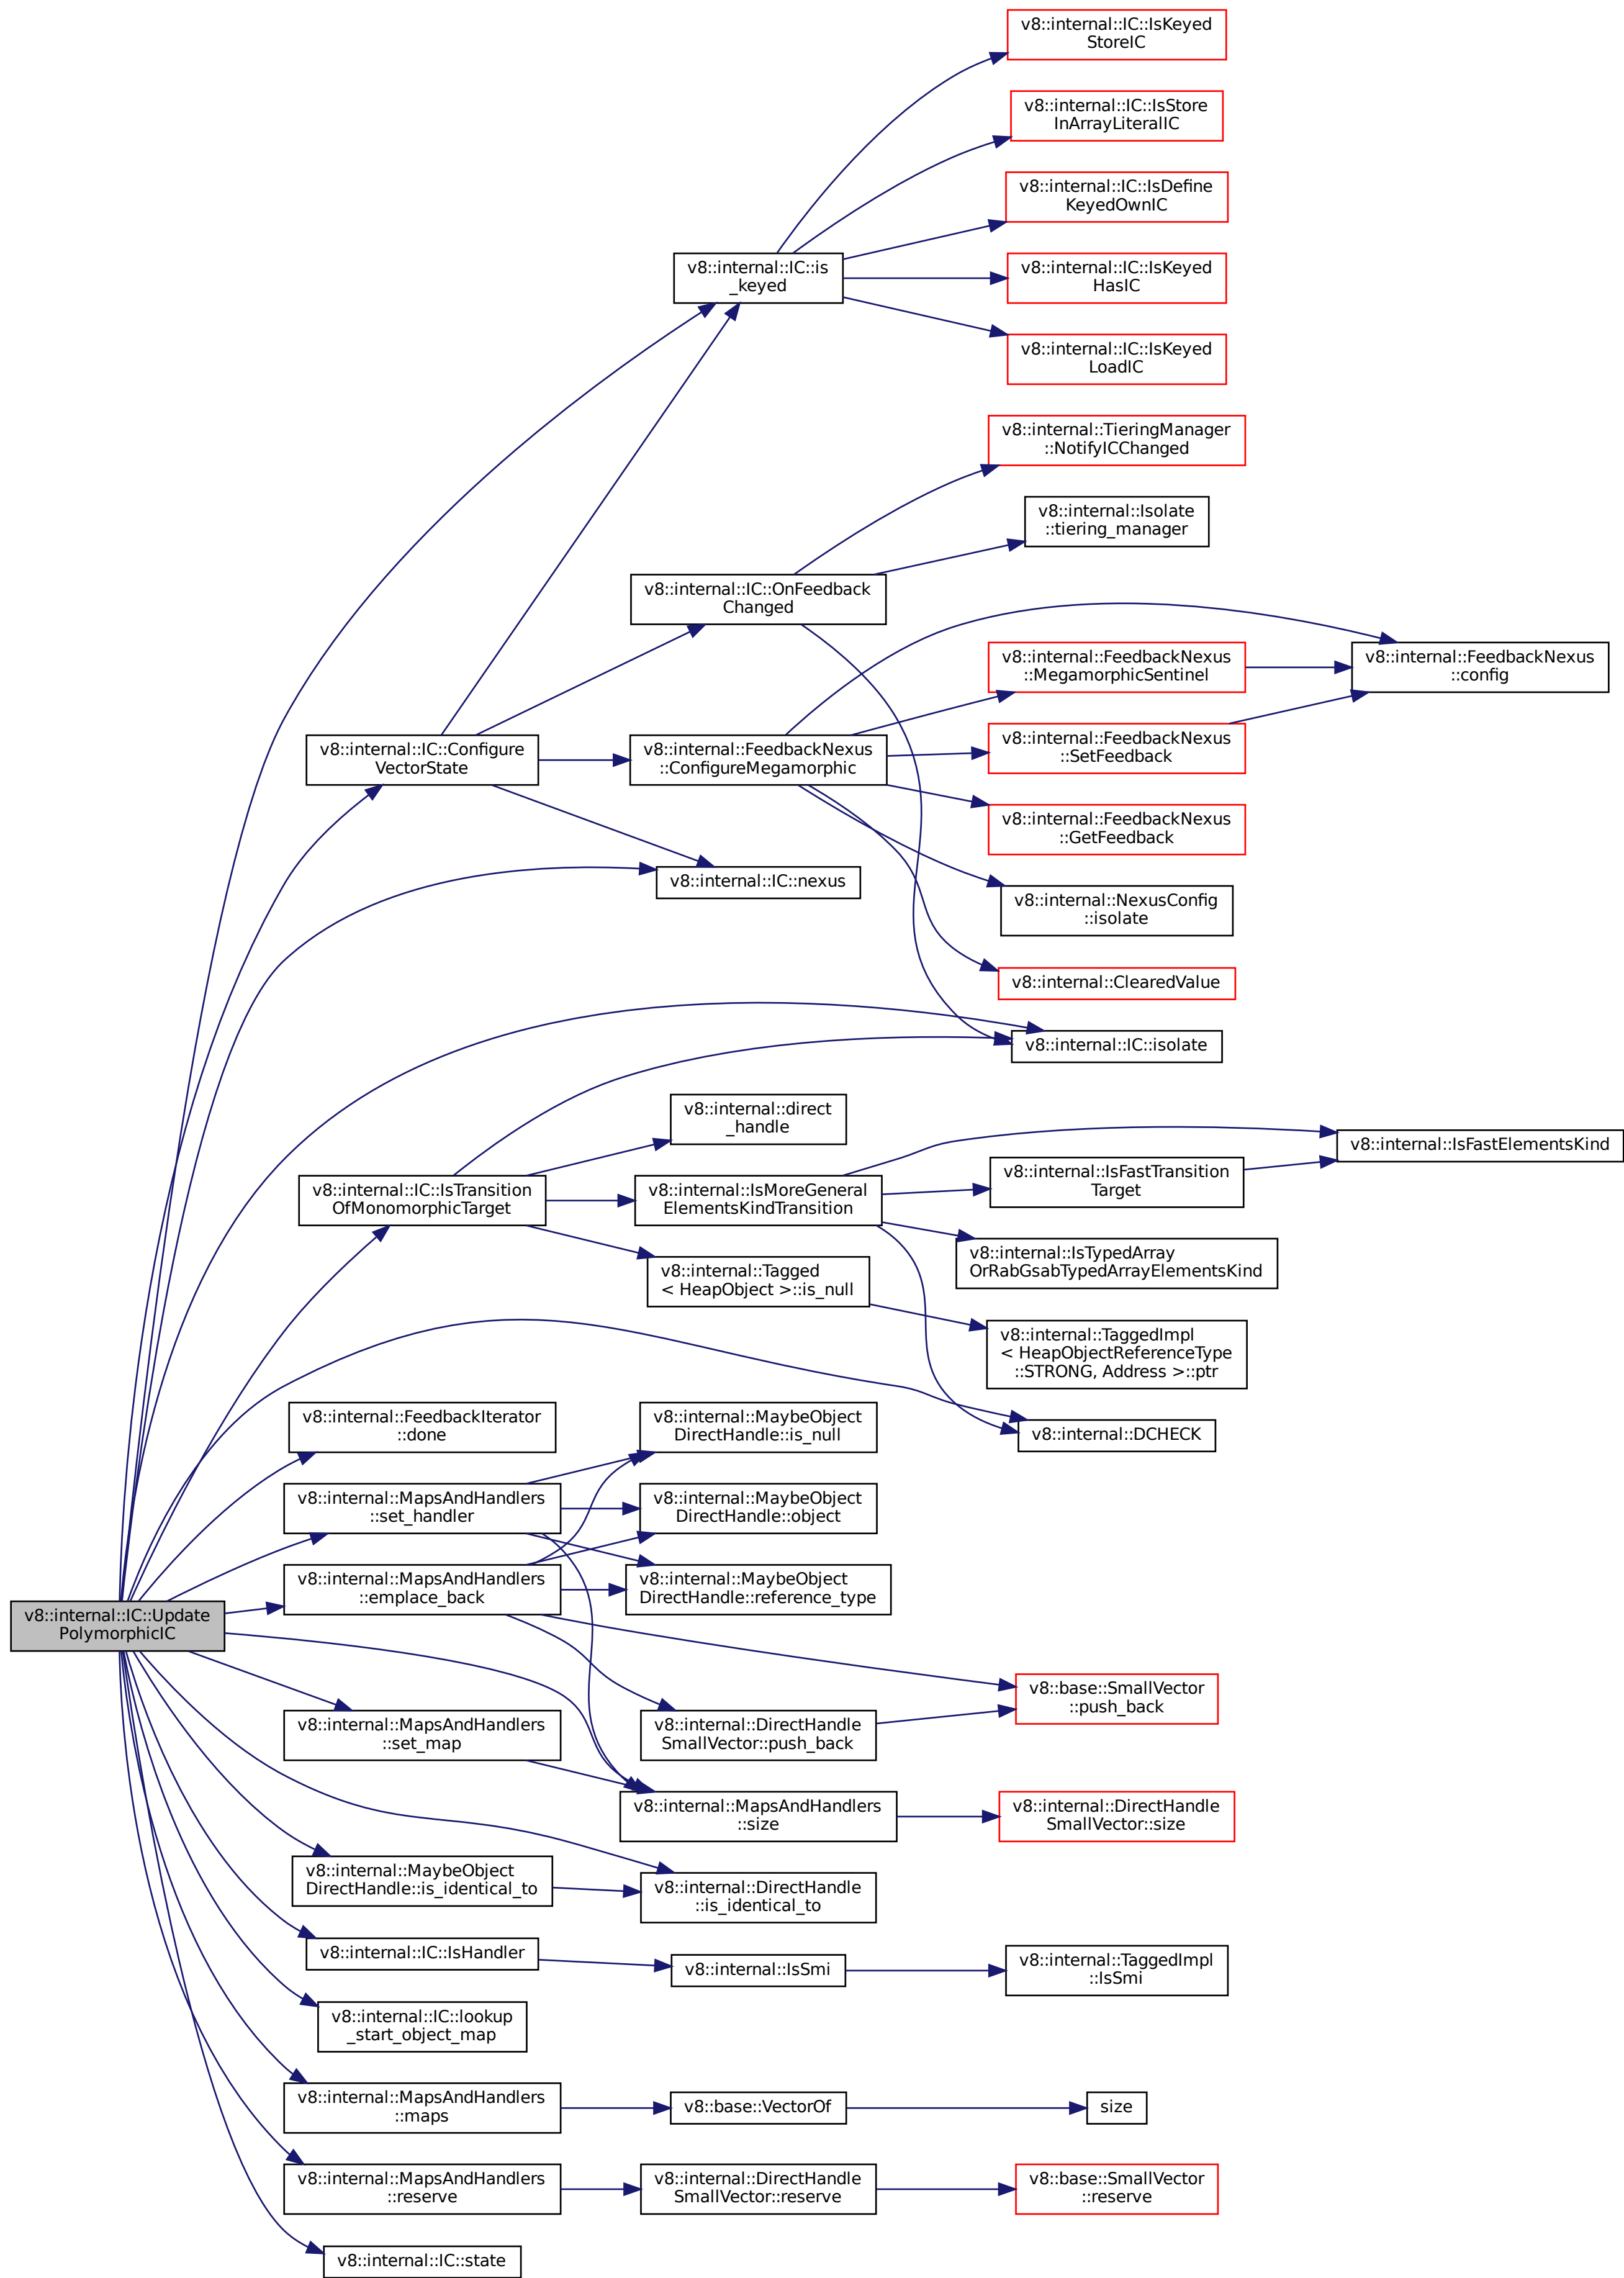 v8::internal::IC::IsKeyed
StoreIC
v8::internal::IC::IsStore
InArrayLiteralIC
v8::internal::IC::IsDefine
KeyedOwnIC
v8::internal::IC::is
_keyed
v8::internal::IC::IsKeyed
HasIC
v8::internal::IC::IsKeyed
LoadIC
v8::internal::TieringManager
::NotifyICChanged
v8::internal::Isolate
::tiering_manager
v8::internal::IC::OnFeedback
Changed
v8::internal::FeedbackNexus
::MegamorphicSentinel
v8::internal::FeedbackNexus
::config
v8::internal::FeedbackNexus
::SetFeedback
v8::internal::IC::Configure
VectorState
v8::internal::FeedbackNexus
::ConfigureMegamorphic
v8::internal::FeedbackNexus
::GetFeedback
v8::internal::IC::nexus
v8::internal::NexusConfig
::isolate
v8::internal::ClearedValue
v8::internal::IC::isolate
v8::internal::direct
_handle
v8::internal::IsFastElementsKind
v8::internal::IC::IsTransition
OfMonomorphicTarget
v8::internal::IsMoreGeneral
ElementsKindTransition
v8::internal::IsFastTransition
Target
v8::internal::IsTypedArray
OrRabGsabTypedArrayElementsKind
v8::internal::Tagged
< HeapObject >::is_null
v8::internal::TaggedImpl
< HeapObjectReferenceType
::STRONG, Address >::ptr
v8::internal::FeedbackIterator
::done
v8::internal::MaybeObject
DirectHandle::is_null
v8::internal::DCHECK
v8::internal::MapsAndHandlers
::set_handler
v8::internal::MaybeObject
DirectHandle::object
v8::internal::MapsAndHandlers
::emplace_back
v8::internal::MaybeObject
DirectHandle::reference_type
v8::internal::IC::Update
PolymorphicIC
v8::base::SmallVector
::push_back
v8::internal::MapsAndHandlers
::set_map
v8::internal::DirectHandle
SmallVector::push_back
v8::internal::MapsAndHandlers
::size
v8::internal::DirectHandle
SmallVector::size
v8::internal::MaybeObject
DirectHandle::is_identical_to
v8::internal::DirectHandle
::is_identical_to
v8::internal::IC::IsHandler
v8::internal::IsSmi
v8::internal::TaggedImpl
::IsSmi
v8::internal::IC::lookup
_start_object_map
v8::internal::MapsAndHandlers
::maps
v8::base::VectorOf
size
v8::internal::MapsAndHandlers
::reserve
v8::internal::DirectHandle
SmallVector::reserve
v8::base::SmallVector
::reserve
v8::internal::IC::state